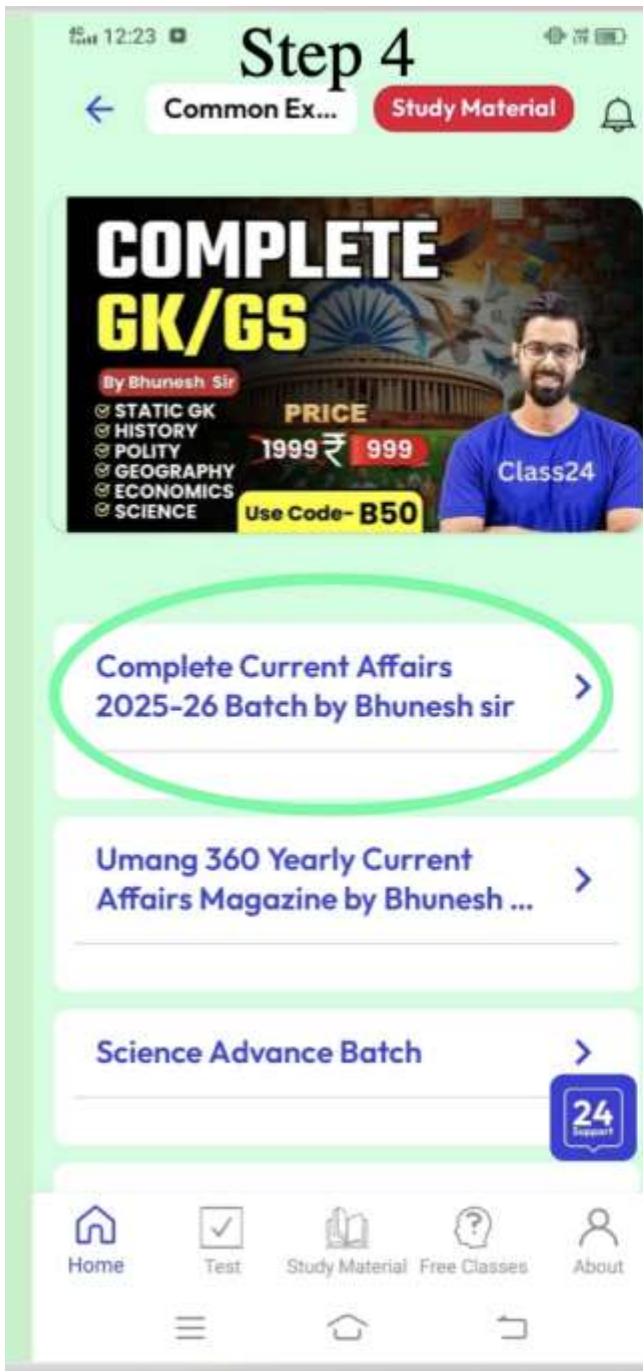 12:23
Step 4
Common Ex...
Study Material
COMPLETE
GK/GS
By Bhunesh Sir
STATIC GK
HISTORY
POLITY
GEOGRAPHY
ECONOMICS
SCIENCE
PRICE
1999 ₹ 999
Use Code- B50
Class24
Complete Current Affairs
2025-26 Batch by Bhunesh sir
Umang 360 Yearly Current
Affairs Magazine by Bhunesh ...
Science Advance Batch
24
Support
Home
Test
Study Material
Free Classes
About